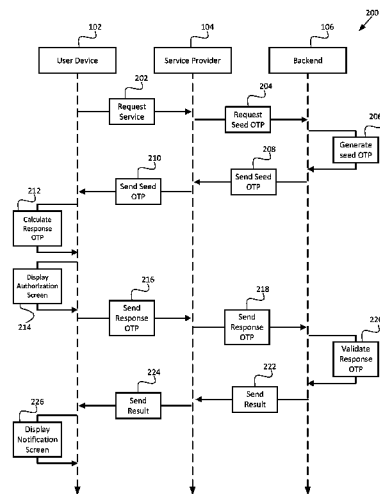 200
102
104
106
User Device
Service Provider
Backend
202
Request
Service
204
Request
Seed OTP
206
Generate
seed OTP
208
Send Seed
OTP
210
Send Seed
OTP
212
Calculate
Response
OTP
Display
Authorization
Screen
214
216
Send
Response
OTP
218
Send
Response
OTP
220
Validate
Response
OTP
222
Send
Result
224
Send
Result
226
Display
Notification
Screen